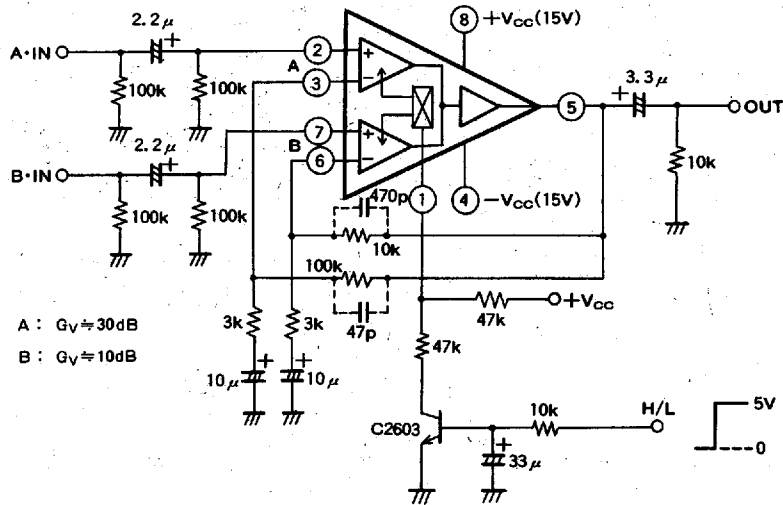 2.2μ
+
8
+VCC(15V)
A・IN
2
+
A
3
−
3.3μ
+
5
OUT
100k
100k
2.2μ
+
7
+
B
6
−
B・IN
1
4
−VCC(15V)
10k
100k
100k
470p
10k
100k
47p
+VCC
47k
A : GV≒30dB
B : GV≒10dB
3k
3k
47k
10μ
+
+
10μ
C2603
10k
H/L
5V
0
+
33μ